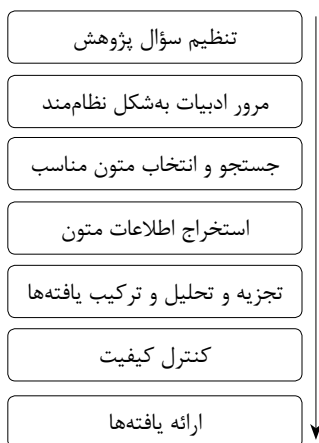 تنظیم سؤال پژوهش
مرور ادبیات به‌شکل نظام‌مند
جستجو و انتخاب متون مناسب
استخراج اطلاعات متون
تجزیه و تحلیل و ترکیب یافته‌ها
کنترل کیفیت
ارائه یافته‌ها